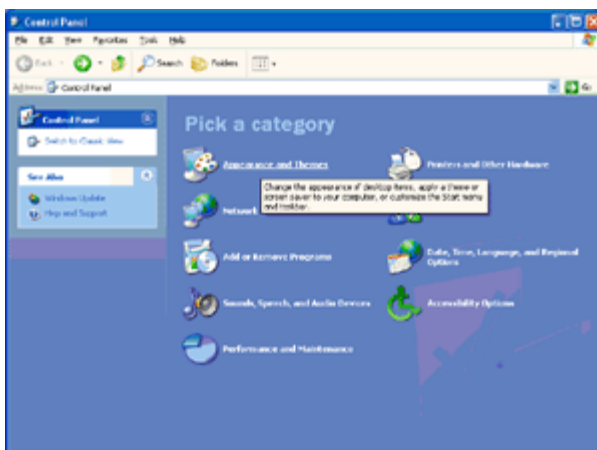 Control Panel
File Edit View Favorites Tools Help
Back Search Folders
Address Control Panel Go
Control Panel
Switch to Classic View
See Also
Windows Update
Help and Support
Pick a category
Appearance and Themes
Printers and Other Hardware
Change the appearance of desktop items, apply a theme or
screen saver to your computer, or customize the Start menu
and taskbar.
Network
Add or Remove Programs
Date, Time, Language, and Regional
Options
Sounds, Speech, and Audio Devices
Accessibility Options
Performance and Maintenance